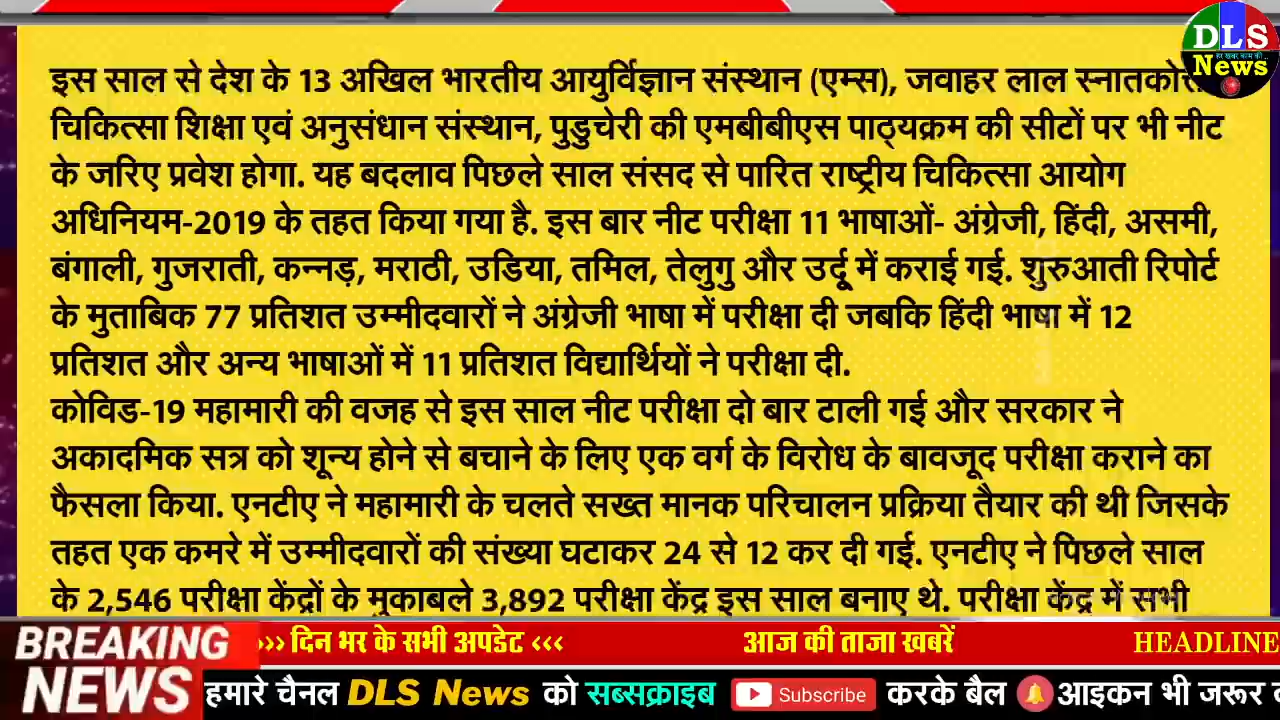 DLS
हर खबर काम की..
News
इस साल से देश के 13 अखिल भारतीय आयुर्विज्ञान संस्थान (एम्स), जवाहर लाल
चिकित्सा शिक्षा एवं अनुसंधान संस्थान, पुडुचेरी की एमबीबीएस पाठ्यक्रम की सीटों पर भी नीट
के जरिए प्रवेश होगा. यह बदलाव पिछले साल संसद से पारित राष्ट्रीय चिकित्सा आयोग
अधिनियम-2019 के तहत किया गया है. इस बार नीट परीक्षा 11 भाषाओं- अंग्रेजी, हिंदी, असमी,
बंगाली, गुजराती, कन्नड़, मराठी, उडिया, तमिल, तेलुगु और उर्दू में कराई गई. शुरुआती रिपोर्ट
के मुताबिक 77 प्रतिशत उम्मीदवारों ने अंग्रेजी भाषा में परीक्षा दी जबकि हिंदी भाषा में 12
प्रतिशत और अन्य भाषाओं में 11 प्रतिशत विद्यार्थियों ने परीक्षा दी.
कोविड-19 महामारी की वजह से इस साल नीट परीक्षा दो बार टाली गई और सरकार ने
अकादमिक सत्र को शून्य होने से बचाने के लिए एक वर्ग के विरोध के बावजूद परीक्षा कराने का
फैसला किया. एनटीए ने महामारी के चलते सख्त मानक परिचालन प्रक्रिया तैयार की थी जिसके
तहत एक कमरे में उम्मीदवारों की संख्या घटाकर 24 से 12 कर दी गई. एनटीए ने पिछले साल
के 2,546 परीक्षा केंद्रों के मुकाबले 3,892 परीक्षा केंद्र इस साल बनाए थे. परीक्षा केंद्र में सभी
BREAKING NEWS
››› दिन भर के सभी अपडेट ‹‹‹ आज की ताजा खबरें HEADLINE
हमारे चैनल DLS News को सब्सक्राइब Subscribe करके बैल आइकन भी जरूर